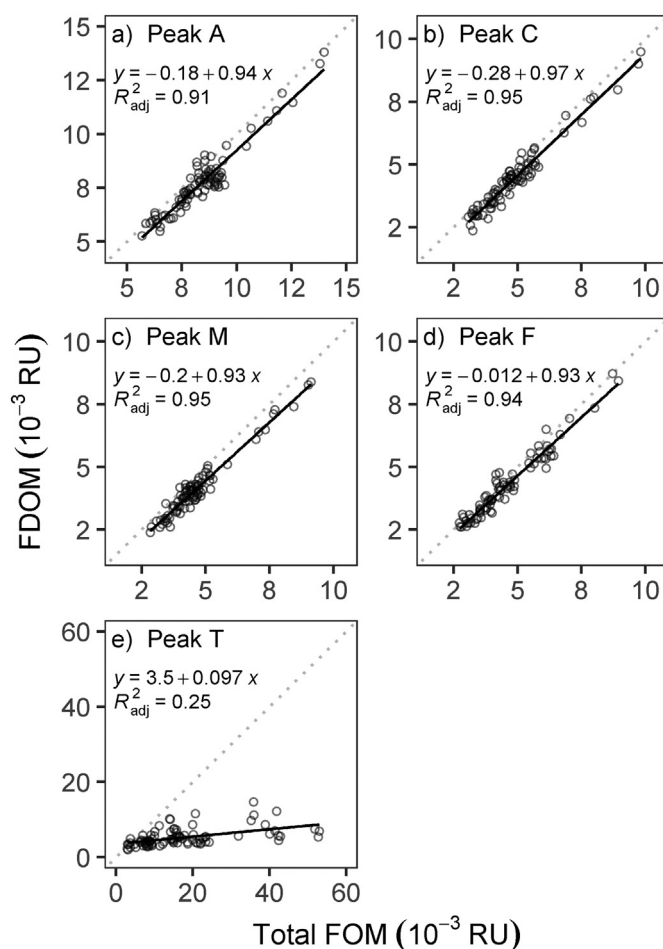 a) Peak A
y = −0.18 + 0.94 x
R²adj = 0.91
15
12
10
8
5
5 8 10 12 15
b) Peak C
y = −0.28 + 0.97 x
R²adj = 0.95
10
8
5
2
2 5 8 10
c) Peak M
y = −0.2 + 0.93 x
R²adj = 0.95
10
8
5
2
2 5 8 10
d) Peak F
y = −0.012 + 0.93 x
R²adj = 0.94
10
8
5
2
2 5 8 10
e) Peak T
y = 3.5 + 0.097 x
R²adj = 0.25
60
40
20
0
0 20 40 60
FDOM (10⁻³ RU)
Total FOM (10⁻³ RU)